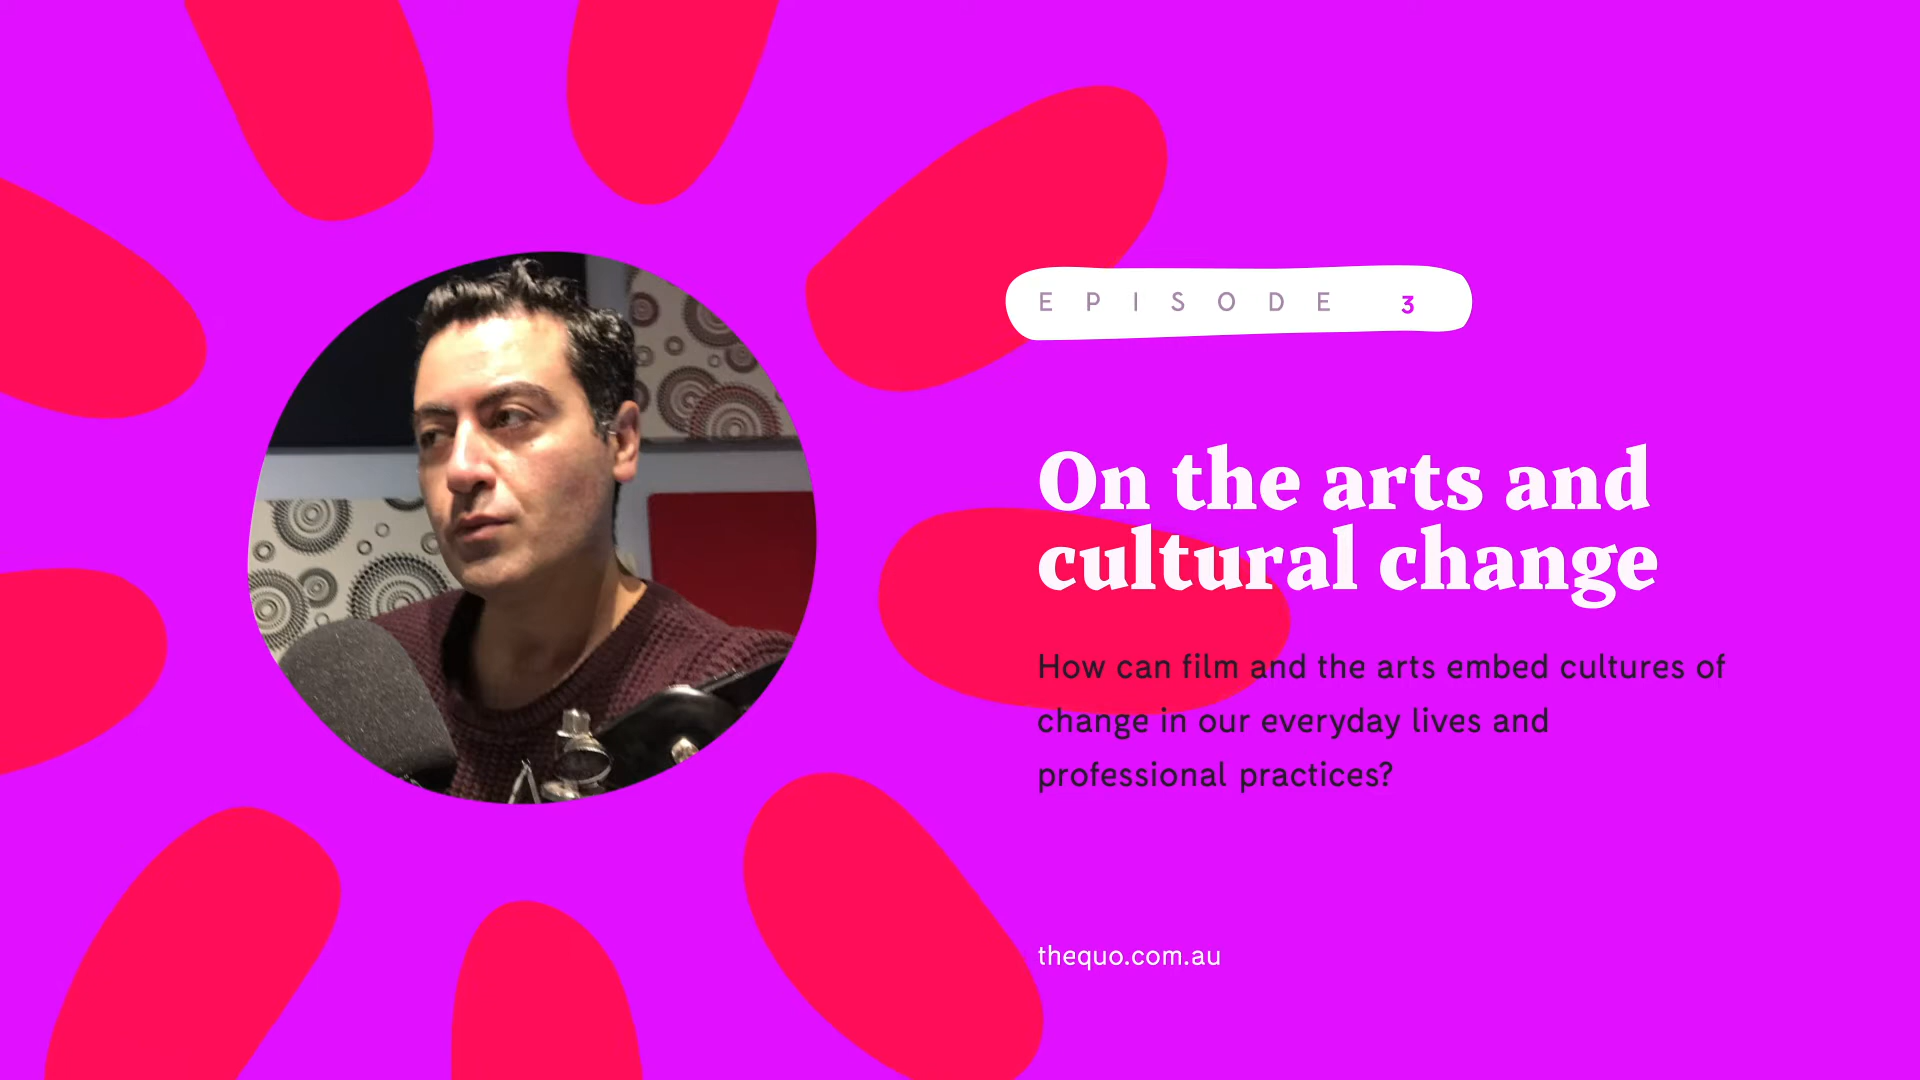 EPISODE 3
On the arts and
cultural change
How can film and the arts embed cultures of
change in our everyday lives and
professional practices?
thequo.com.au